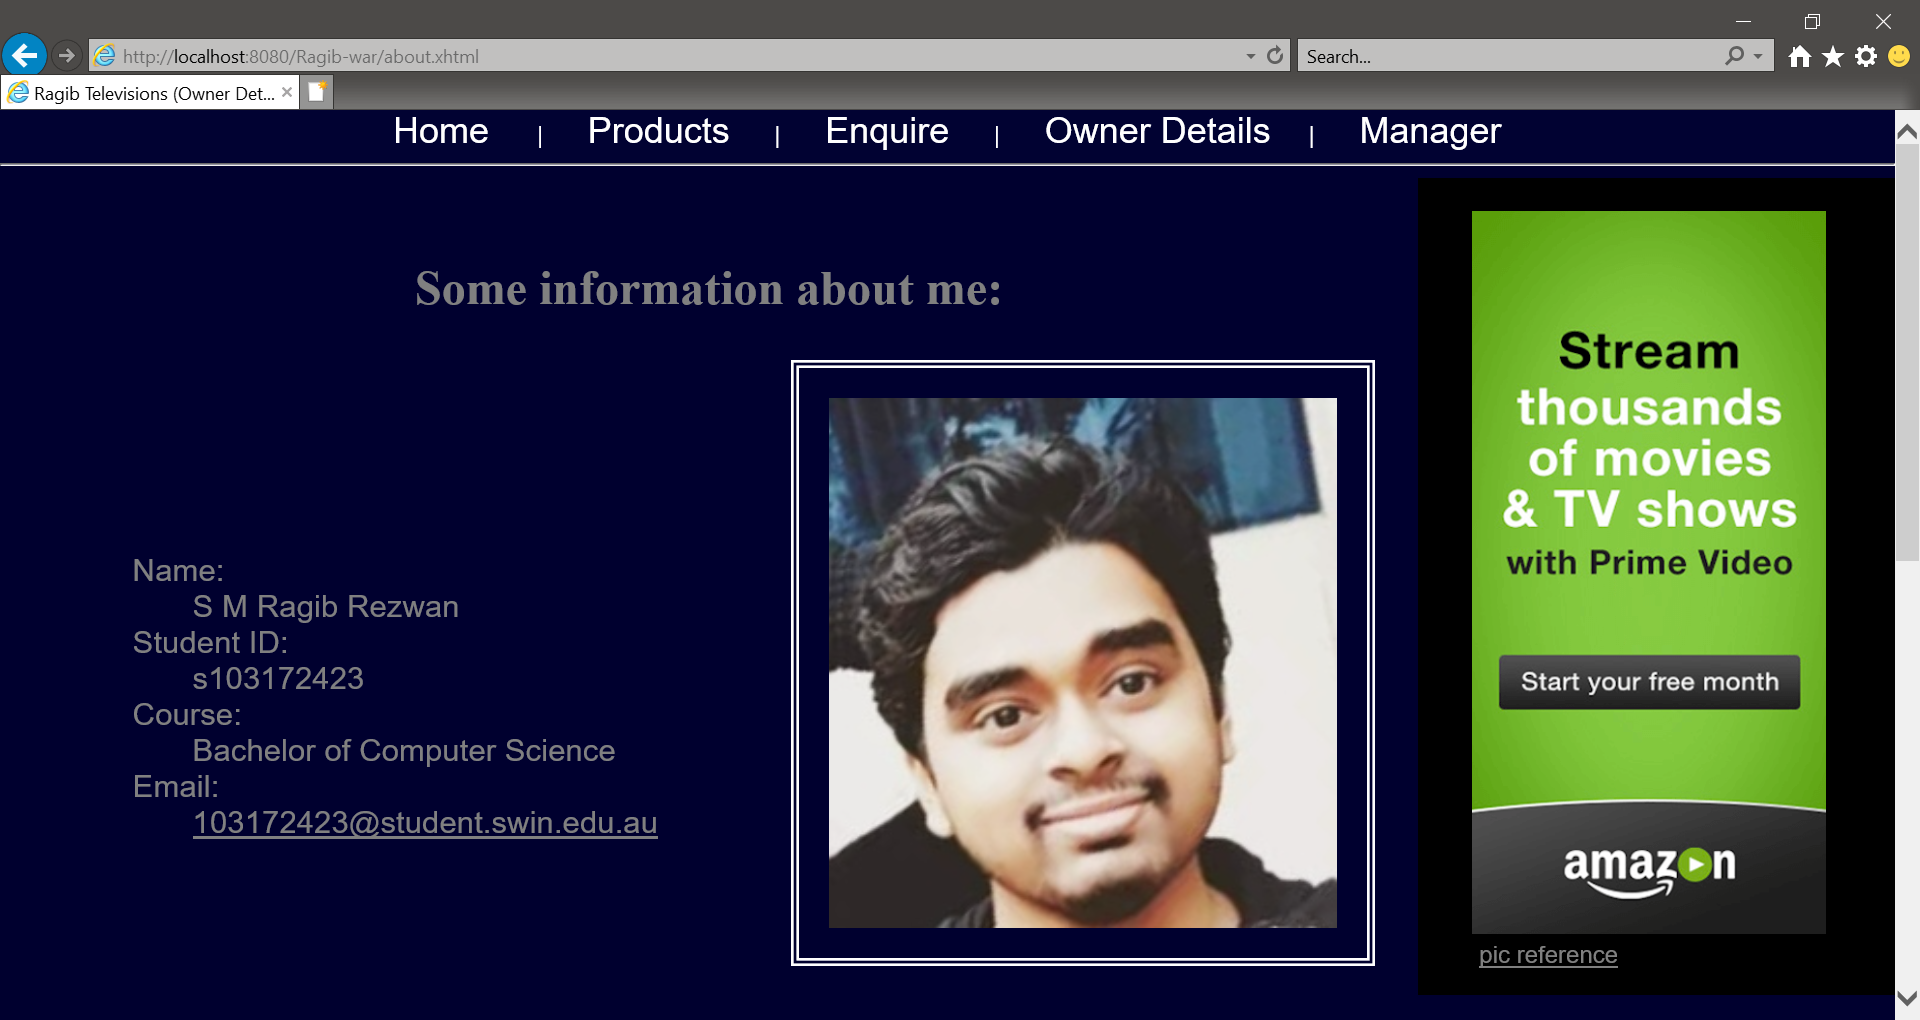 http://localhost:8080/Ragib-war/about.xhtml
Search...
Ragib Televisions (Owner Det...
Home | Products | Enquire | Owner Details | Manager
Some information about me:
Name:
S M Ragib Rezwan
Student ID:
s103172423
Course:
Bachelor of Computer Science
Email:
103172423@student.swin.edu.au
Stream
thousands
of movies
& TV shows
with Prime Video
Start your free month
amazon
pic reference